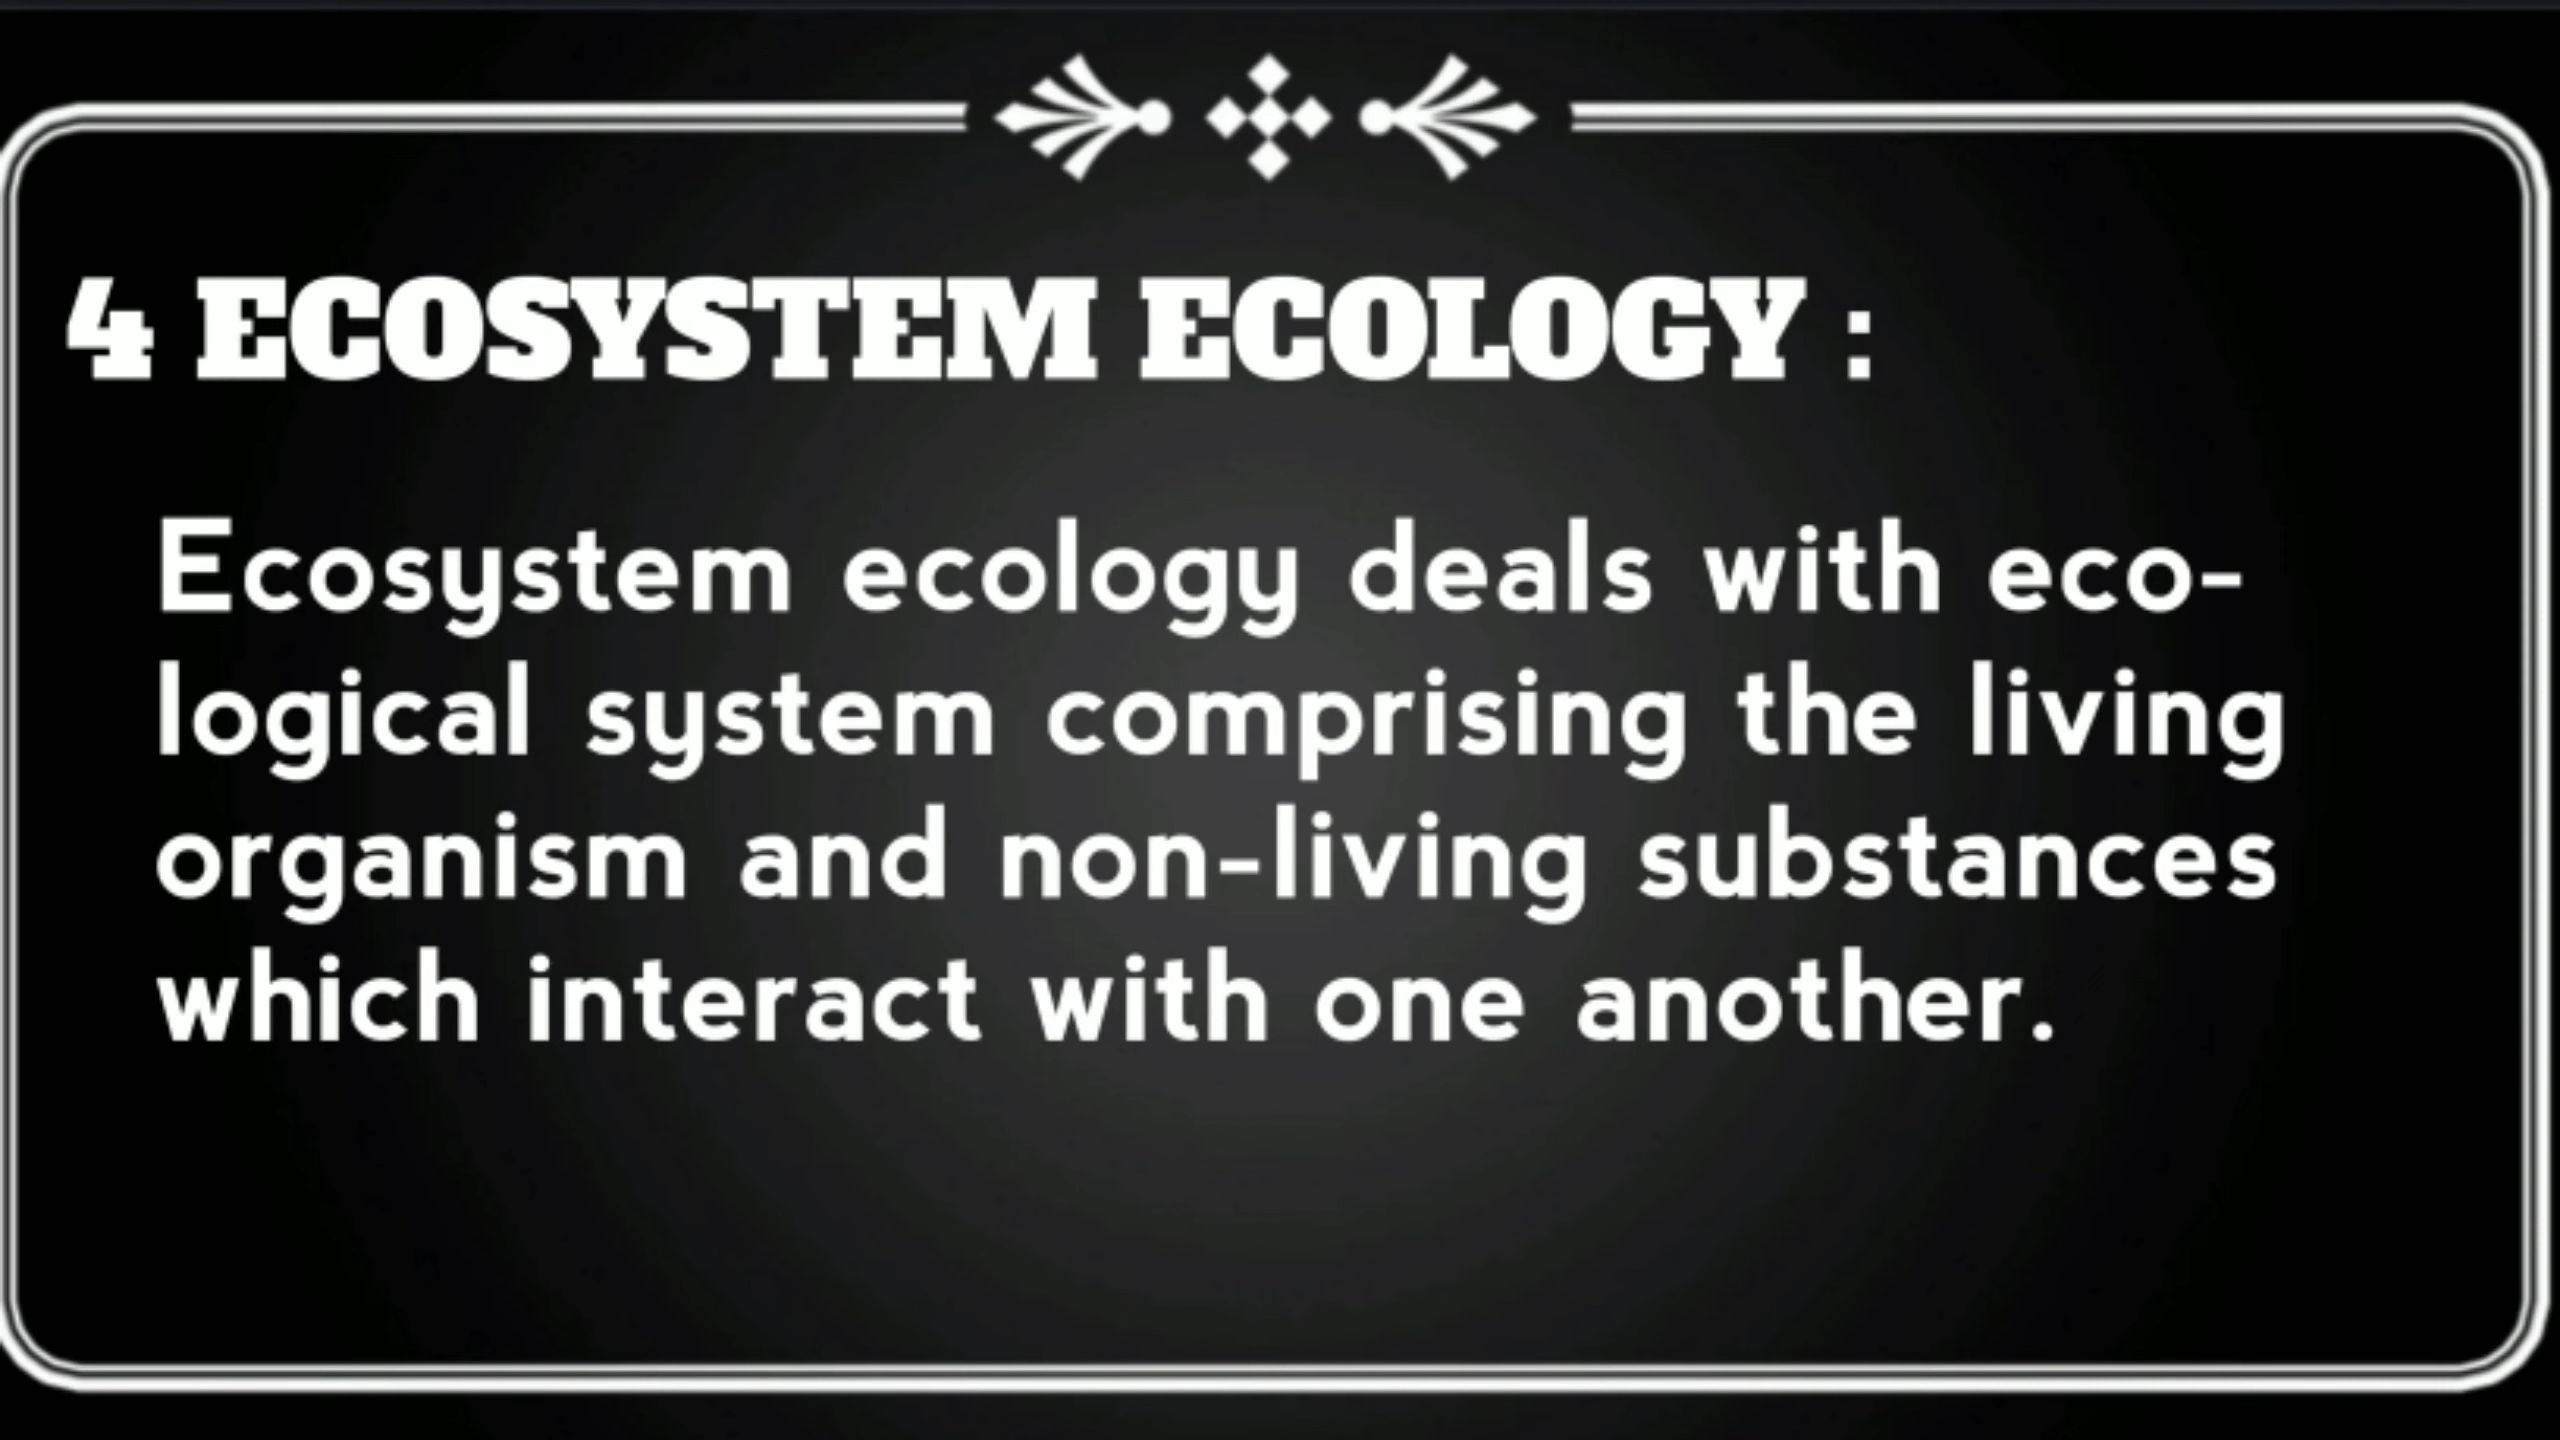 4 ECOSYSTEM ECOLOGY :
Ecosystem ecology deals with eco-
logical system comprising the living
organism and non-living substances
which interact with one another.